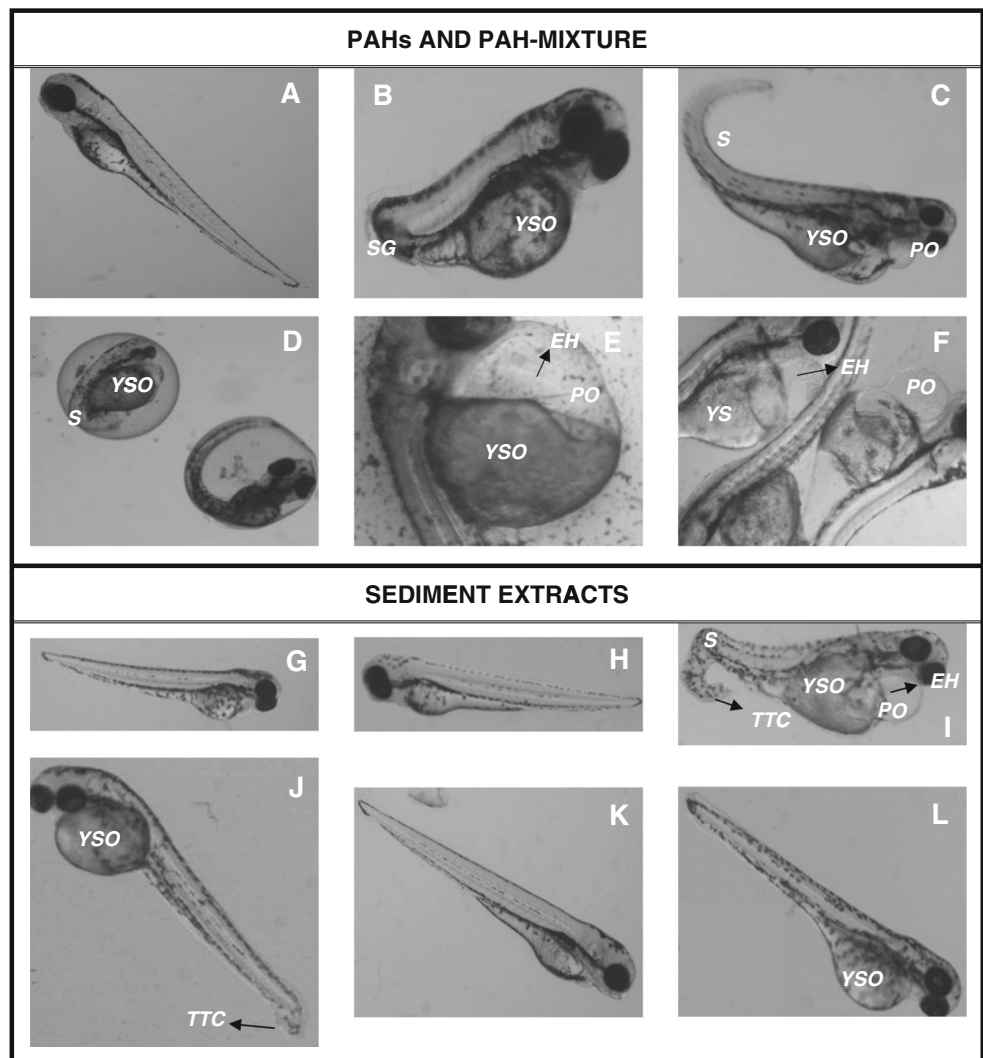 PAHs AND PAH-MIXTURE
A
B
YSO
SG
C
S
YSO
PO
D
YSO
S
E
EH
PO
YSO
F
EH
PO
YS
SEDIMENT EXTRACTS
G
H
I
S
YSO
EH
PO
TTC
J
YSO
TTC
K
L
YSO